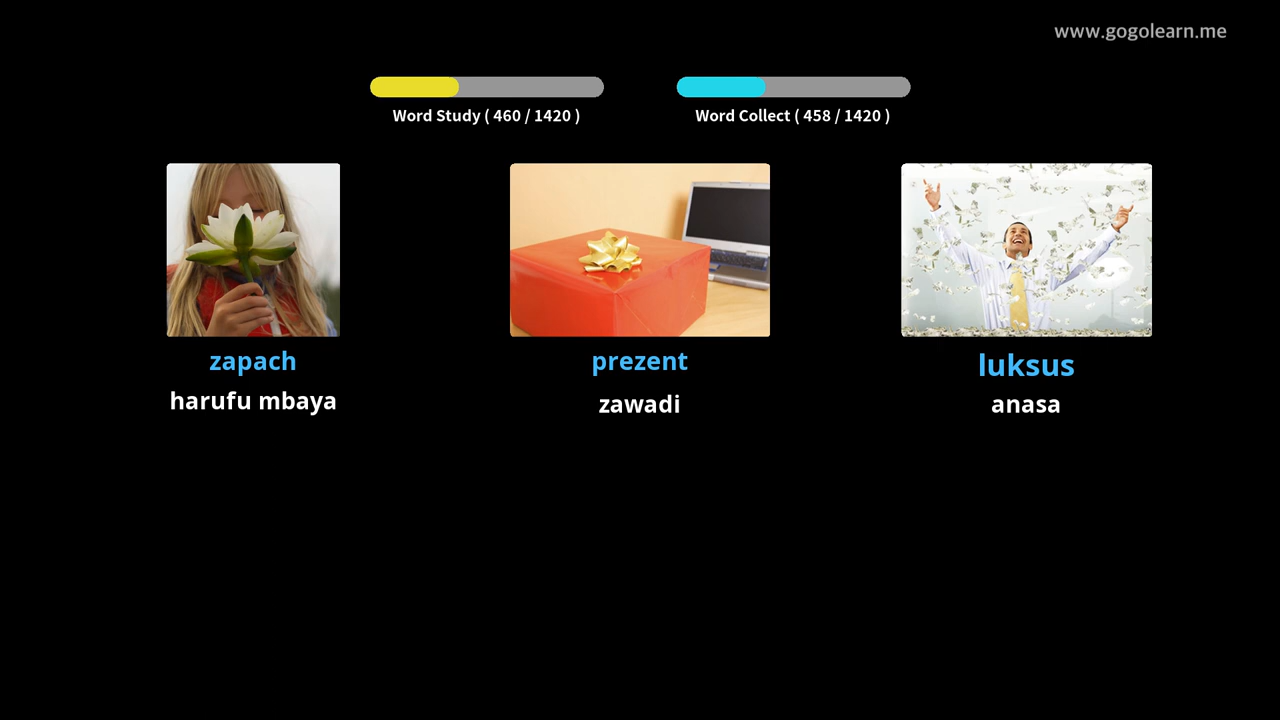 www.gogolearn.me
Word Study ( 460 / 1420 )
Word Collect ( 458 / 1420 )
zapach
harufu mbaya
prezent
zawadi
luksus
anasa